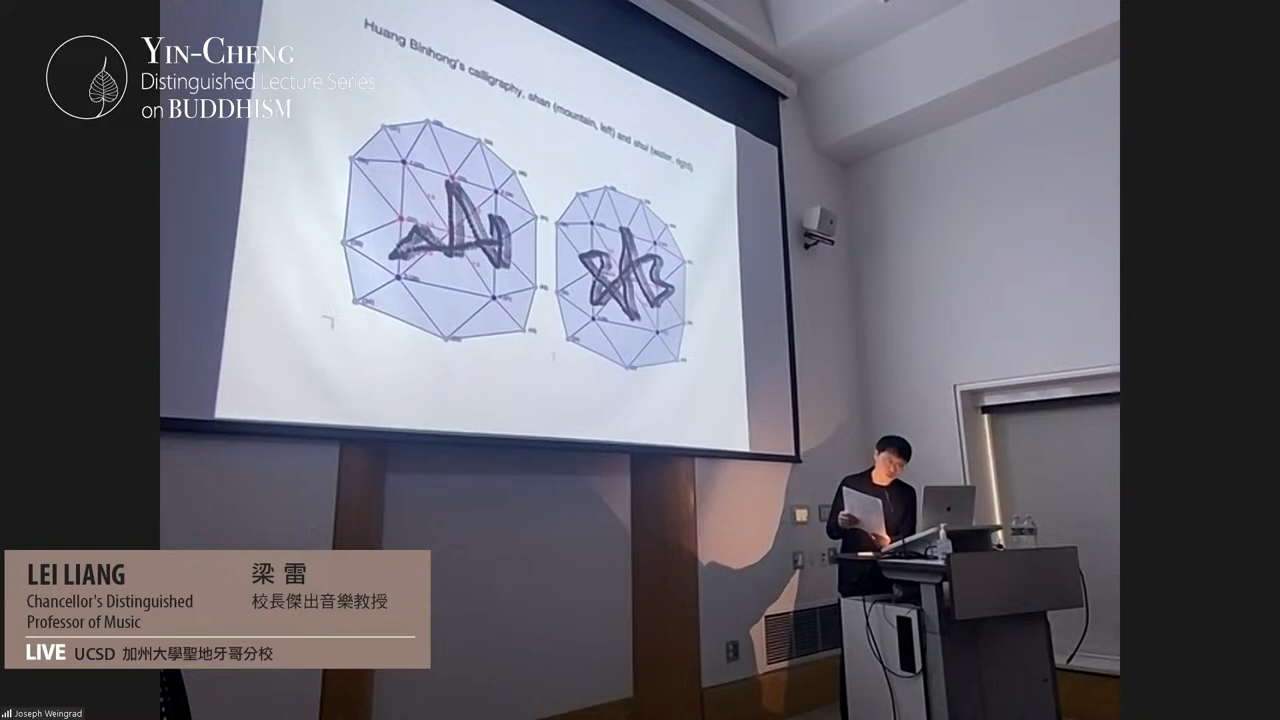 YIN-CHENG
Distinguished Lecture Series
on BUDDHISM
Huang Binhong's calligraphy, shan (mountain, left) and shui (water, right)
LEI LIANG
梁雷
Chancellor's Distinguished
Professor of Music
校長傑出音樂教授
LIVE UCSD 加州大學聖地牙哥分校
Joseph Weingrad